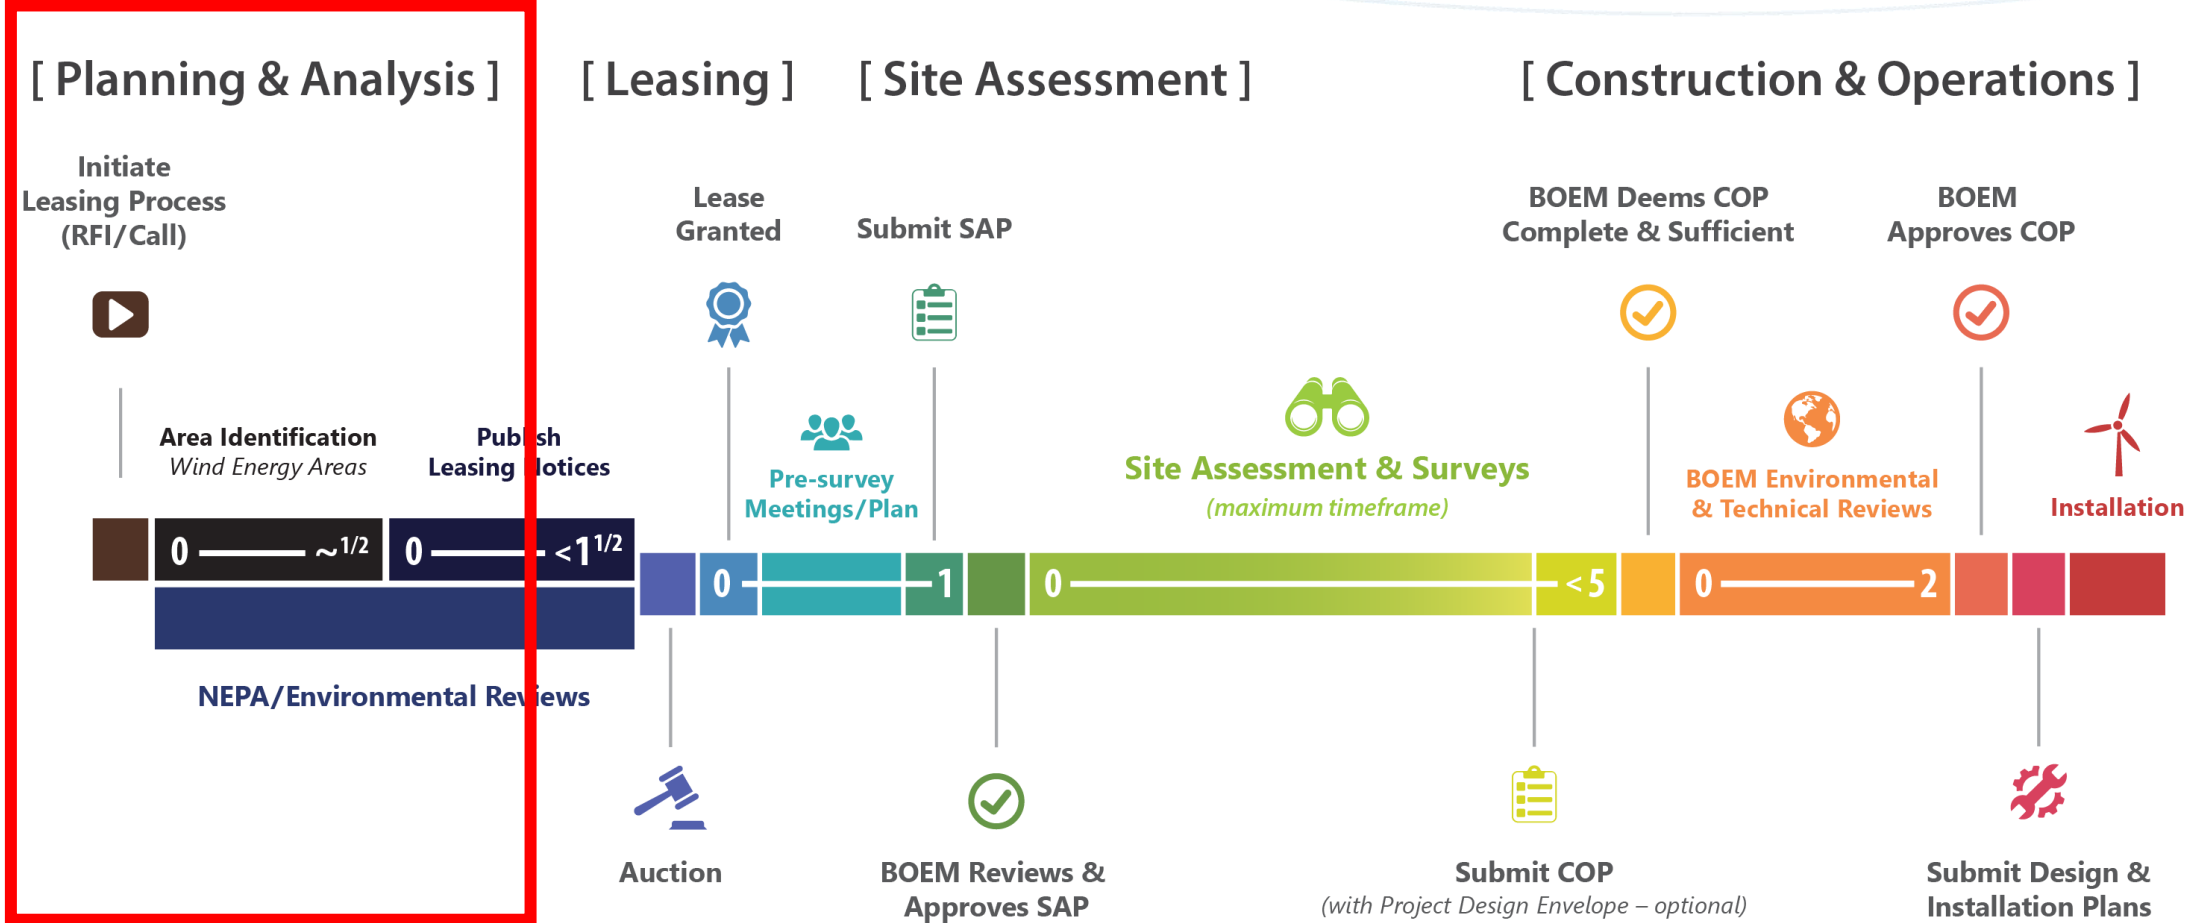 [ Planning & Analysis ]
[ Leasing ]
[ Site Assessment ]
[ Construction & Operations ]
Initiate
Leasing Process
(RFI/Call)
Lease
Granted
Submit SAP
BOEM Deems COP
Complete & Sufficient
BOEM
Approves COP
Area Identification
Wind Energy Areas
Publish
Leasing Notices
Pre-survey
Meetings/Plan
Site Assessment & Surveys
(maximum timeframe)
BOEM Environmental
& Technical Reviews
Installation
0 ~1/2
0 <1 1/2
0 1
0 <5
0 2
NEPA/Environmental Reviews
Auction
BOEM Reviews &
Approves SAP
Submit COP
(with Project Design Envelope – optional)
Submit Design &
Installation Plans